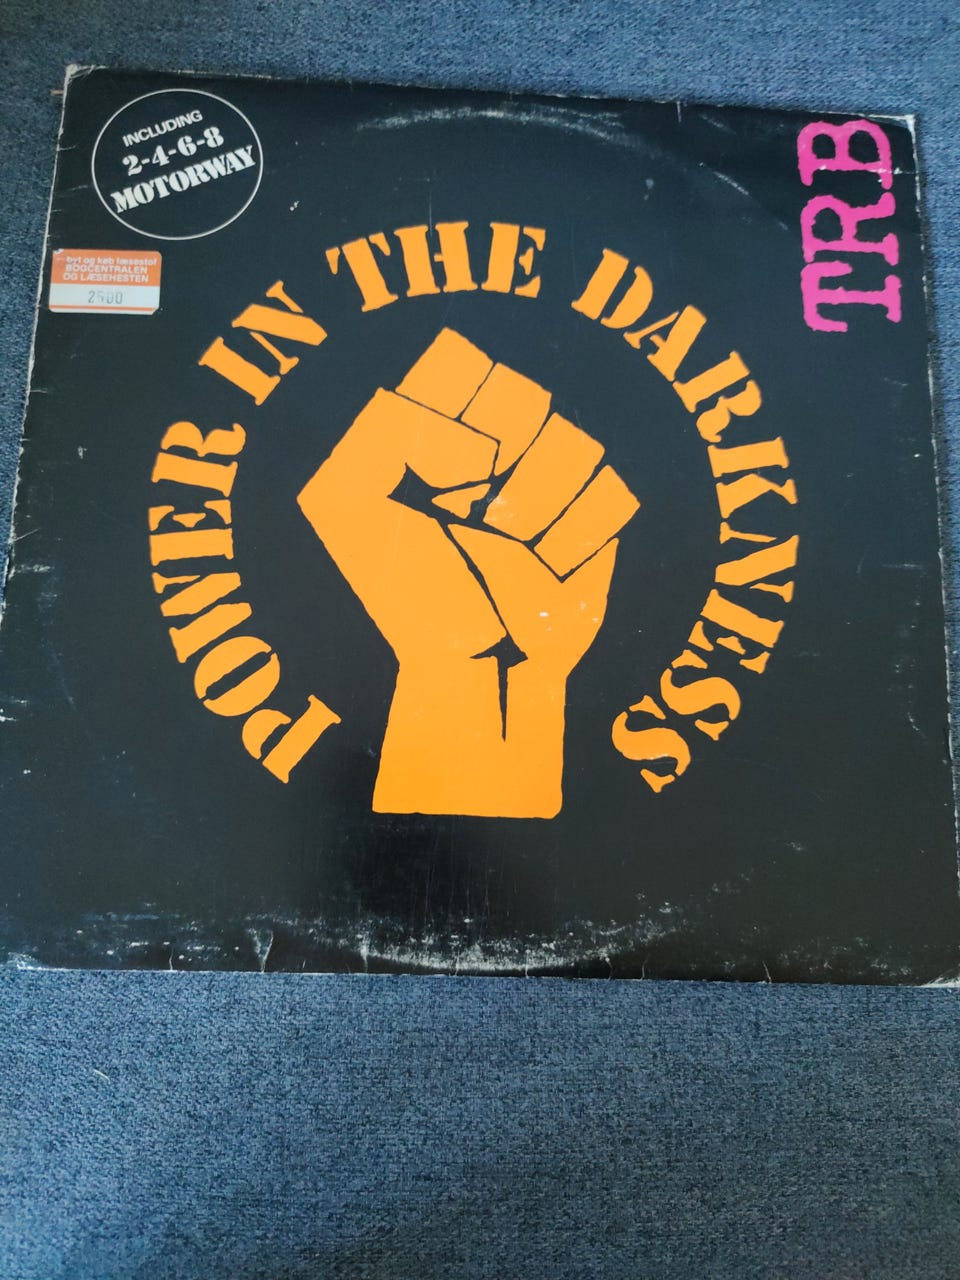 INCLUDING
2-4-6-8
MOTORWAY
TRB
byt og køb læsestof
BOGCENTRALEN
OG LÆSEHESTEN
2500
POWER IN THE DARKNESS